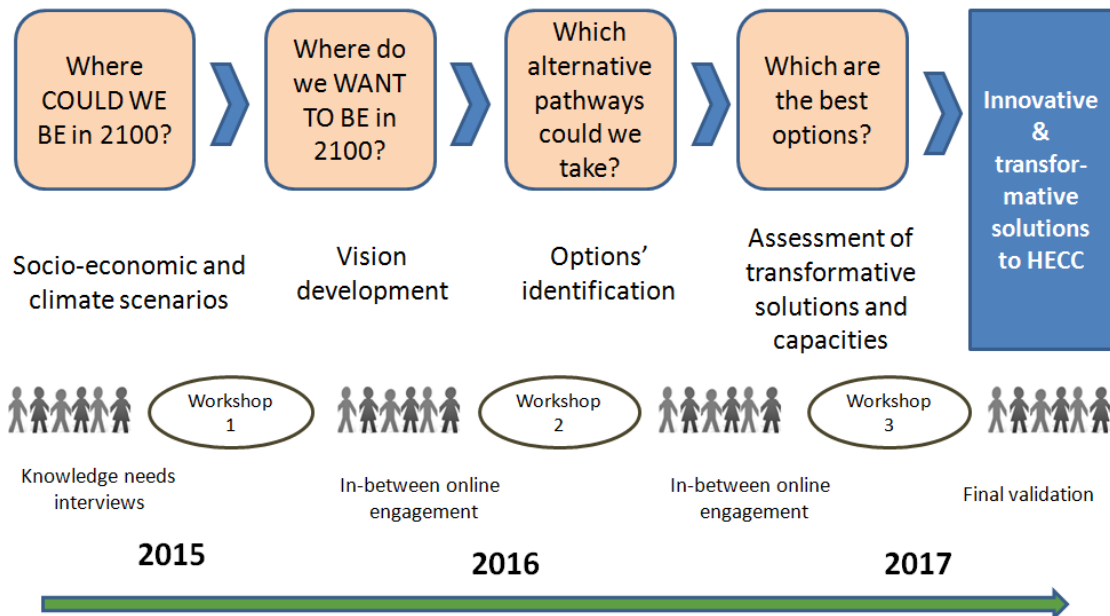 Where
COULD WE
BE in 2100?
Where do
we WANT
TO BE in
2100?
Which
alternative
pathways
could we
take?
Which are
the best
options?
Innovative
&
transfor-
mative
solutions
to HECC
Socio-economic and
climate scenarios
Vision
development
Options’
identification
Assessment of
transformative
solutions and
capacities
Workshop
1
Workshop
2
Workshop
3
Knowledge needs
interviews
In-between online
engagement
In-between online
engagement
Final validation
2015
2016
2017